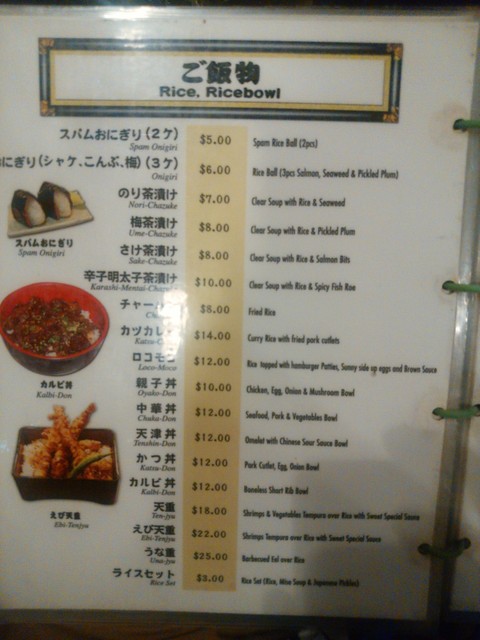 ご飯物
Rice, Ricebowl
スパムおにぎり(2ケ) $5.00 Spam Rice Ball (2pcs)
Spam Onigiri
にぎり(シャケ、こんぶ、梅)(3ケ) $6.00 Rice Ball (3pcs Salmon, Seaweed & Pickled Plum)
Onigiri
のり茶漬け $7.00 Clear Soup with Rice & Seaweed
Nori-Chazuke
梅茶漬け $8.00 Clear Soup with Rice & Pickled Plum
Ume-Chazuke
さけ茶漬け $8.00 Clear Soup with Rice & Salmon Bits
Sake-Chazuke
辛子明太子茶漬け $10.00 Clear Soup with Rice & Spicy Fish Roe
Karashi-Mentai-Chazuke
チャーハン $8.00 Fried Rice
カツカレー $14.00 Curry Rice with fried pork cutlets
ロコモコ $12.00 Rice topped with hamburger Patties, Sunny side up eggs and Brown Sauce
Loco-Moco
親子丼 $10.00 Chicken, Egg, Onion & Mushroom Bowl
Oyako-Don
中華丼 $12.00 Seafood, Pork & Vegetables Bowl
Chuka-Don
天津丼 $12.00 Omelet with Chinese Sour Sauce Bowl
Tenshin-Don
かつ丼 $12.00 Pork Cutlet, Egg, Onion Bowl
Katsu-Don
カルビ丼 $12.00 Boneless Short Rib Bowl
Kalbi-Don
天重 $18.00 Shrimps & Vegetables Tempura over Rice with Sweet Special Sauce
Ten-jyu
えび天重 $22.00 Shrimps Tempura over Rice with Sweet Special Sauce
Ebi-Tenjyu
うな重 $25.00 Barbecued Eel over Rice
Una-jyu
ライスセット $3.00 Rice Set (Rice, Miso Soup & Japanese Pickles)
Rice Set
スパムおにぎり
Spam Onigiri
カルビ丼
Kalbi-Don
えび天重
Ebi-Tenjyu